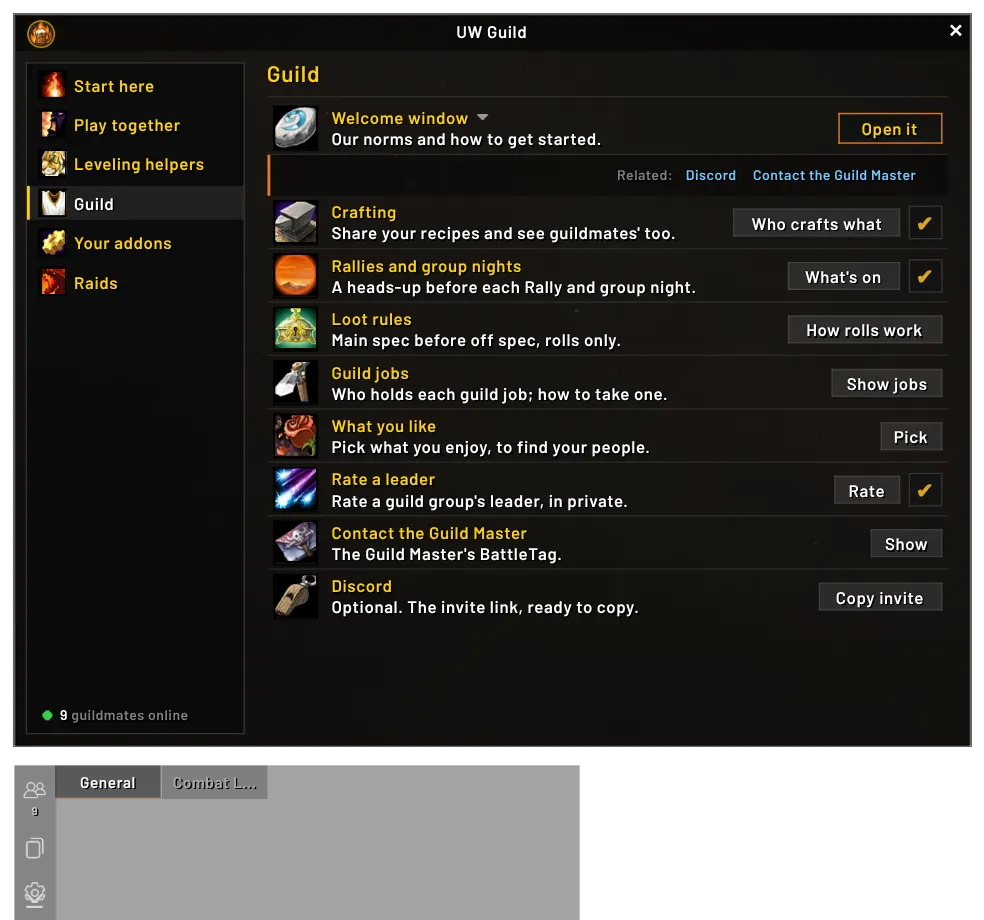 UW Guild
Start here
Play together
Leveling helpers
Guild
Your addons
Raids
9 guildmates online
Guild
Welcome window
Our norms and how to get started.
Open it
Related: Discord Contact the Guild Master
Crafting
Share your recipes and see guildmates' too.
Who crafts what
Rallies and group nights
A heads-up before each Rally and group night.
What's on
Loot rules
Main spec before off spec, rolls only.
How rolls work
Guild jobs
Who holds each guild job; how to take one.
Show jobs
What you like
Pick what you enjoy, to find your people.
Pick
Rate a leader
Rate a guild group's leader, in private.
Rate
Contact the Guild Master
The Guild Master's BattleTag.
Show
Discord
Optional. The invite link, ready to copy.
Copy invite
General
Combat L...
9